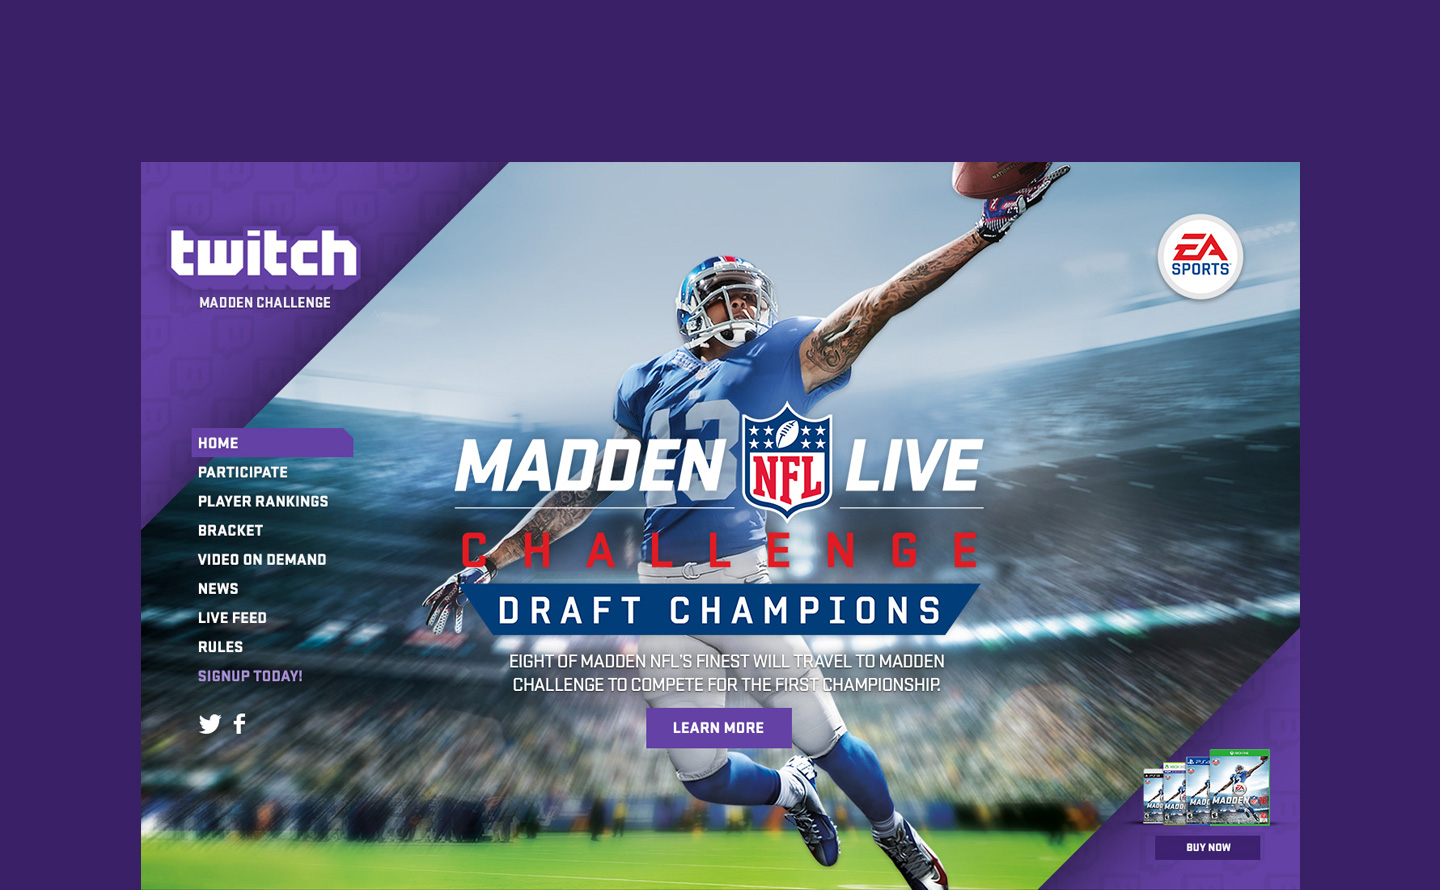 twitch
MADDEN CHALLENGE
EA
SPORTS
HOME
PARTICIPATE
PLAYER RANKINGS
BRACKET
VIDEO ON DEMAND
NEWS
LIVE FEED
RULES
SIGNUP TODAY!
13
MADDEN NFL LIVE
CHALLENGE
DRAFT CHAMPIONS
EIGHT OF MADDEN NFL'S FINEST WILL TRAVEL TO MADDEN
CHALLENGE TO COMPETE FOR THE FIRST CHAMPIONSHIP.
LEARN MORE
BUY NOW